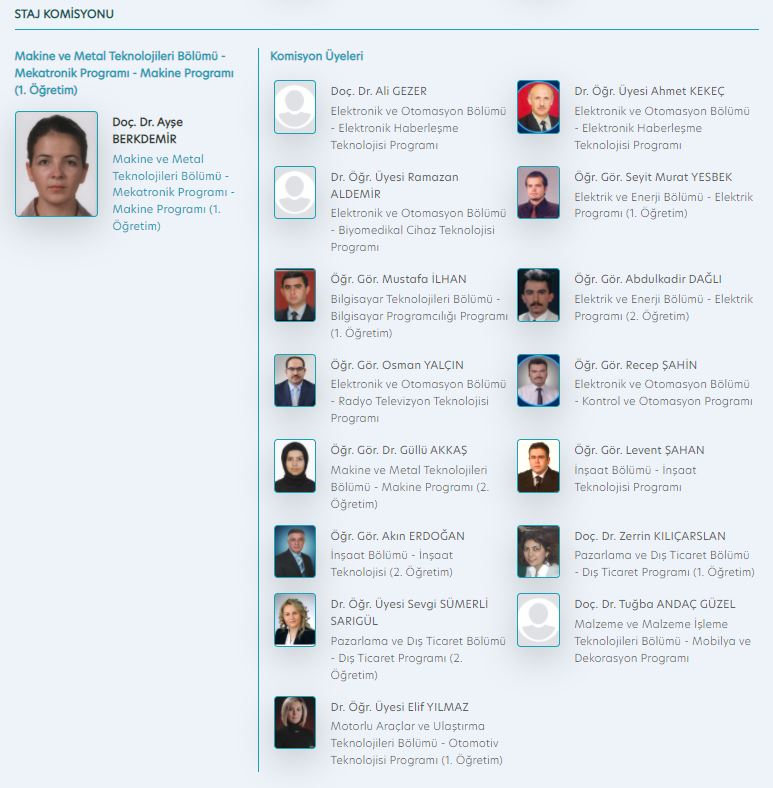 STAJ KOMİSYONU
Makine ve Metal Teknolojileri Bölümü -
Mekatronik Programı - Makine Programı
(1. Öğretim)
Doç. Dr. Ayşe
BERKDEMİR
Makine ve Metal
Teknolojileri Bölümü -
Mekatronik Programı -
Makine Programı (1.
Öğretim)
Komisyon Üyeleri
Doç. Dr. Ali GEZER
Elektronik ve Otomasyon Bölümü
- Elektronik Haberleşme
Teknolojisi Programı
Dr. Öğr. Üyesi Ahmet KEKEÇ
Elektronik ve Otomasyon Bölümü
- Elektronik Haberleşme
Teknolojisi Programı
Dr. Öğr. Üyesi Ramazan
ALDEMİR
Elektronik ve Otomasyon Bölümü
- Biyomedikal Cihaz Teknolojisi
Programı
Öğr. Gör. Seyit Murat YESBEK
Elektrik ve Enerji Bölümü - Elektrik
Programı (1. Öğretim)
Öğr. Gör. Mustafa İLHAN
Bilgisayar Teknolojileri Bölümü -
Bilgisayar Programcılığı Programı
(1. Öğretim)
Öğr. Gör. Abdulkadir DAĞLI
Elektrik ve Enerji Bölümü - Elektrik
Programı (2. Öğretim)
Öğr. Gör. Osman YALÇIN
Elektronik ve Otomasyon Bölümü
- Radyo Televizyon Teknolojisi
Programı
Öğr. Gör. Recep ŞAHİN
Elektronik ve Otomasyon Bölümü
- Kontrol ve Otomasyon Programı
Öğr. Gör. Dr. Güllü AKKAŞ
Makine ve Metal Teknolojileri
Bölümü - Makine Programı (2.
Öğretim)
Öğr. Gör. Levent ŞAHAN
İnşaat Bölümü - İnşaat
Teknolojisi Programı
Öğr. Gör. Akın ERDOĞAN
İnşaat Bölümü - İnşaat
Teknolojisi (2. Öğretim)
Doç. Dr. Zerrin KILIÇARSLAN
Pazarlama ve Dış Ticaret Bölümü
- Dış Ticaret Programı (1. Öğretim)
Dr. Öğr. Üyesi Sevgi SÜMERLİ
SARIGÜL
Pazarlama ve Dış Ticaret Bölümü
- Dış Ticaret Programı (2.
Öğretim)
Doç. Dr. Tuğba ANDAÇ GÜZEL
Malzeme ve Malzeme İşleme
Teknolojileri Bölümü - Mobilya ve
Dekorasyon Programı
Dr. Öğr. Üyesi Elif YILMAZ
Motorlu Araçlar ve Ulaştırma
Teknolojileri Bölümü - Otomotiv
Teknolojisi Programı (1. Öğretim)